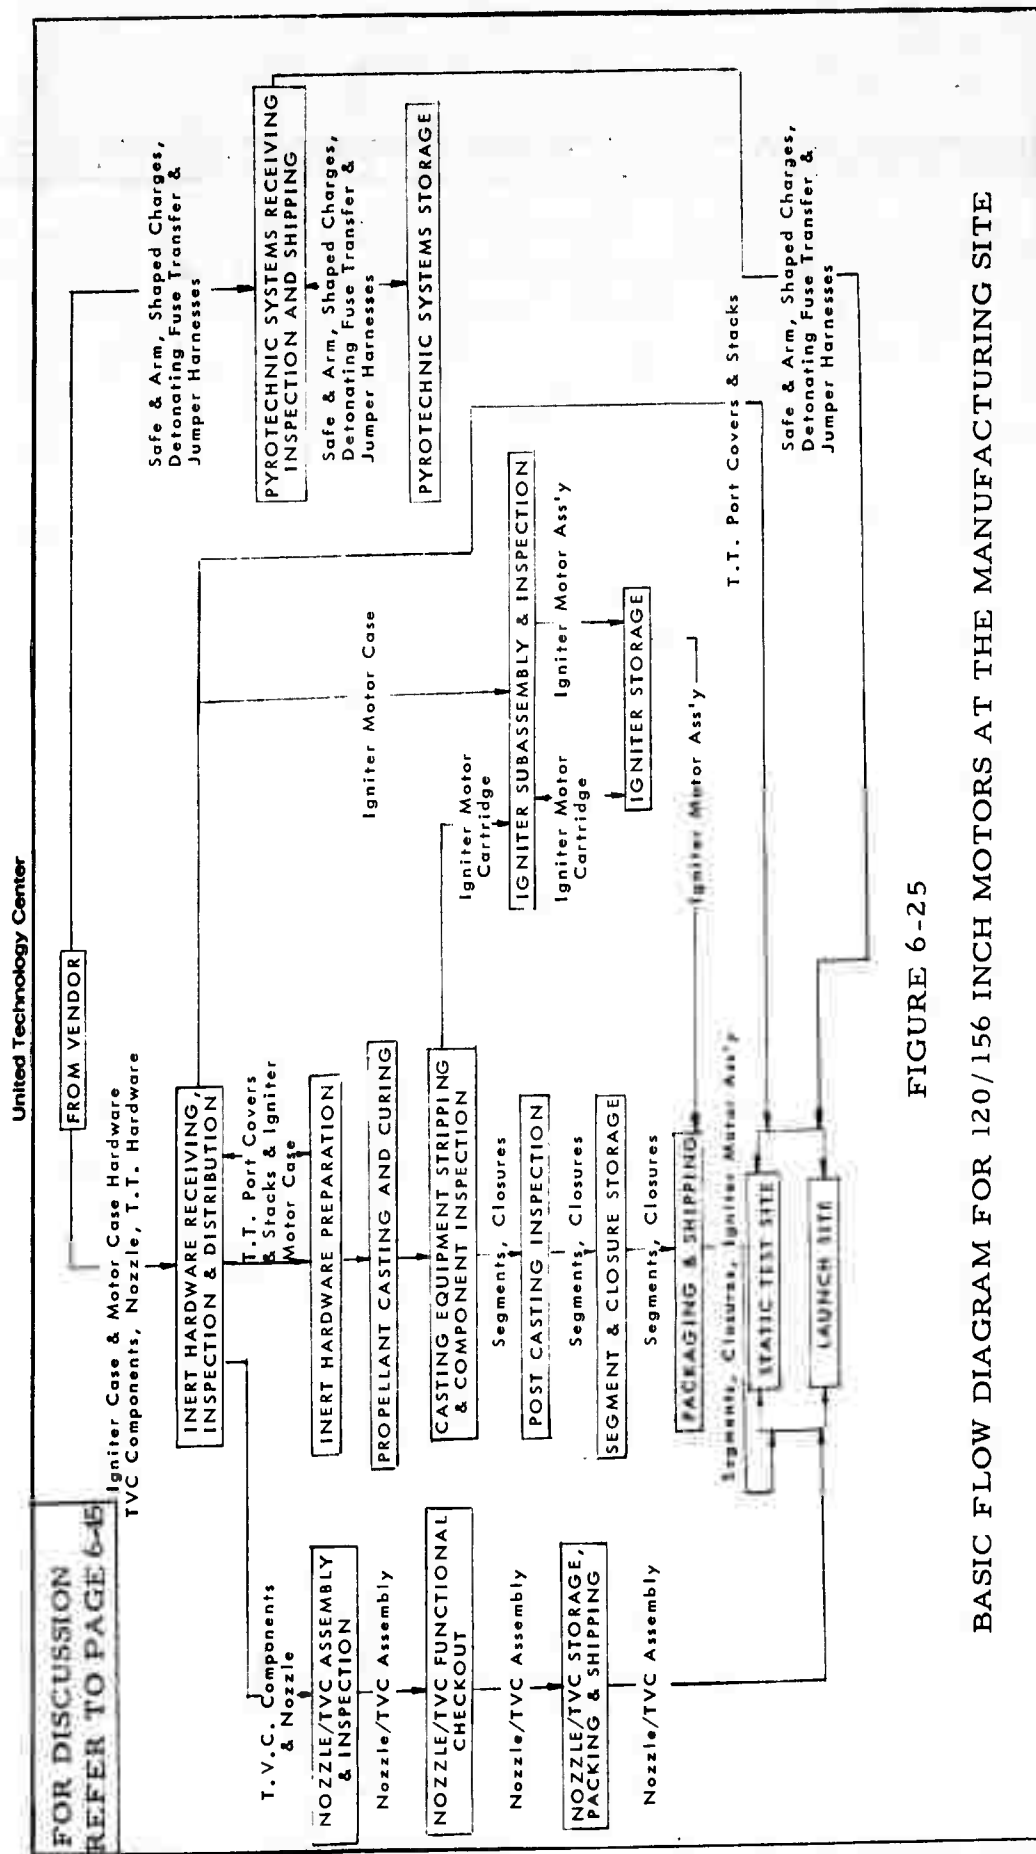 United Technology Center
FOR DISCUSSION
REFER TO PAGE 6-45
FROM VENDOR
Igniter Case & Motor Case Hardware
TVC Components, Nozzle, T.T. Hardware
Safe & Arm, Shaped Charges,
Detonating Fuse Transfer &
Jumper Harnesses
INERT HARDWARE RECEIVING,
INSPECTION & DISTRIBUTION
PYROTECHNIC SYSTEMS RECEIVING
INSPECTION AND SHIPPING
T.V.C. Components
& Nozzle
T.T. Port Covers
& Stacks & Igniter
Motor Case
Igniter Motor Case
Safe & Arm, Shaped Charges,
Detonating Fuse Transfer &
Jumper Harnesses
NOZZLE/TVC ASSEMBLY
& INSPECTION
INERT HARDWARE PREPARATION
PYROTECHNIC SYSTEMS STORAGE
Nozzle/TVC Assembly
PROPELLANT CASTING AND CURING
NOZZLE/TVC FUNCTIONAL
CHECKOUT
CASTING EQUIPMENT STRIPPING
& COMPONENT INSPECTION
Igniter Motor
Cartridge
Nozzle/TVC Assembly
Segments, Closures
POST CASTING INSPECTION
IGNITER SUBASSEMBLY & INSPECTION
NOZZLE/TVC STORAGE,
PACKING & SHIPPING
Segments, Closures
Igniter Motor
Cartridge
Igniter Motor Ass'y
SEGMENT & CLOSURE STORAGE
IGNITER STORAGE
Nozzle/TVC Assembly
Segments, Closures
PACKAGING & SHIPPING
Igniter Motor Ass'y
Segments, Closures, Igniter Motor Ass'y
T.T. Port Covers & Stacks
STATIC TEST SITE
Safe & Arm, Shaped Charges,
Detonating Fuse Transfer &
Jumper Harnesses
LAUNCH SITE
FIGURE 6-25
BASIC FLOW DIAGRAM FOR 120/156 INCH MOTORS AT THE MANUFACTURING SITE